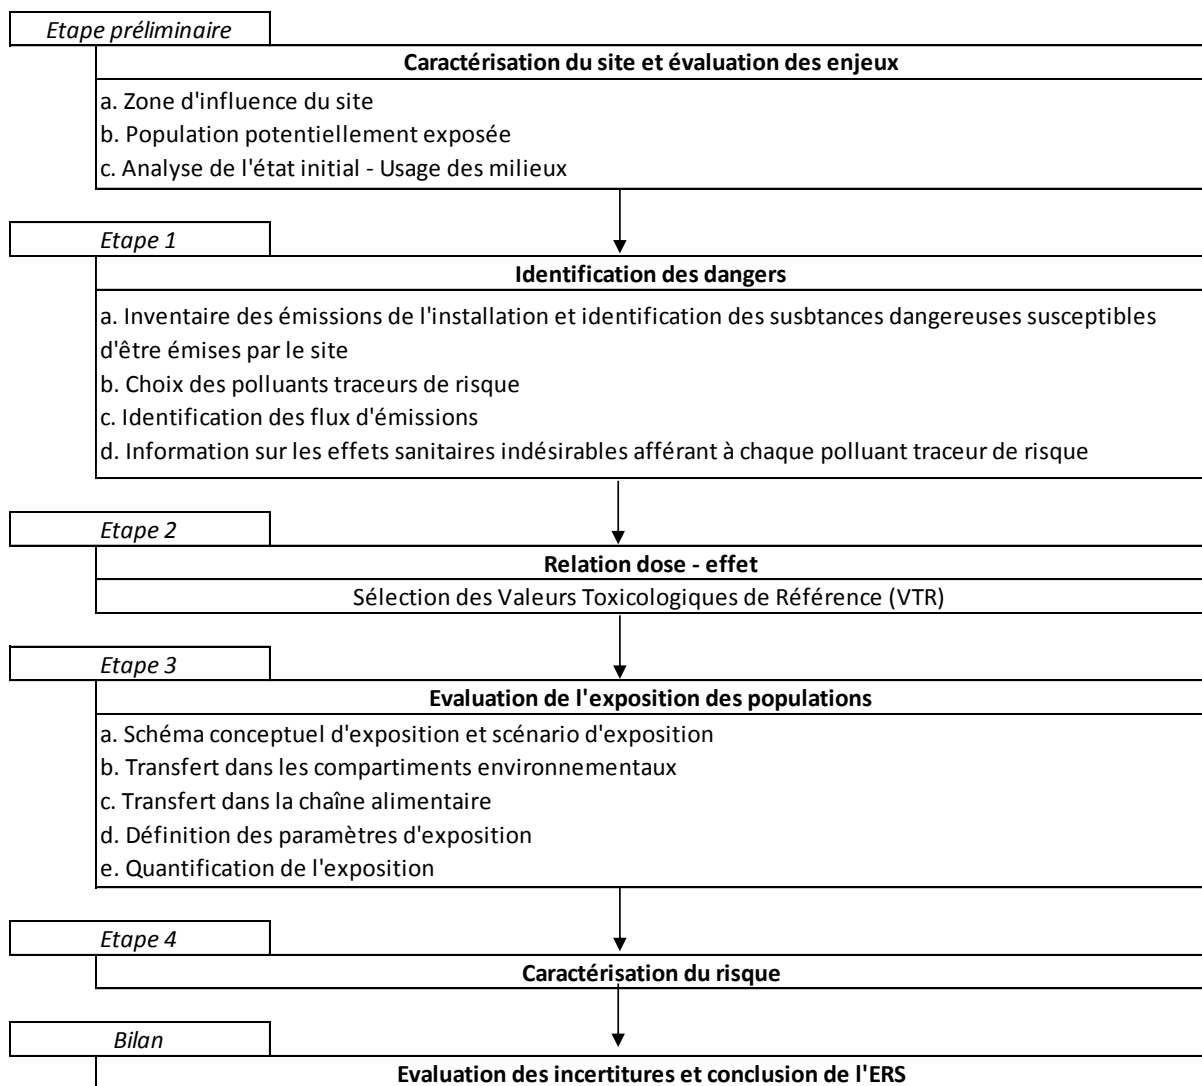 Etape préliminaire
Caractérisation du site et évaluation des enjeux
a. Zone d'influence du site
b. Population potentiellement exposée
c. Analyse de l'état initial - Usage des milieux
Etape 1
Identification des dangers
a. Inventaire des émissions de l'installation et identification des susbtances dangereuses susceptibles
d'être émises par le site
b. Choix des polluants traceurs de risque
c. Identification des flux d'émissions
d. Information sur les effets sanitaires indésirables afférant à chaque polluant traceur de risque
Etape 2
Relation dose - effet
Sélection des Valeurs Toxicologiques de Référence (VTR)
Etape 3
Evaluation de l'exposition des populations
a. Schéma conceptuel d'exposition et scénario d'exposition
b. Transfert dans les compartiments environnementaux
c. Transfert dans la chaîne alimentaire
d. Définition des paramètres d'exposition
e. Quantification de l'exposition
Etape 4
Caractérisation du risque
Bilan
Evaluation des incertitures et conclusion de l'ERS